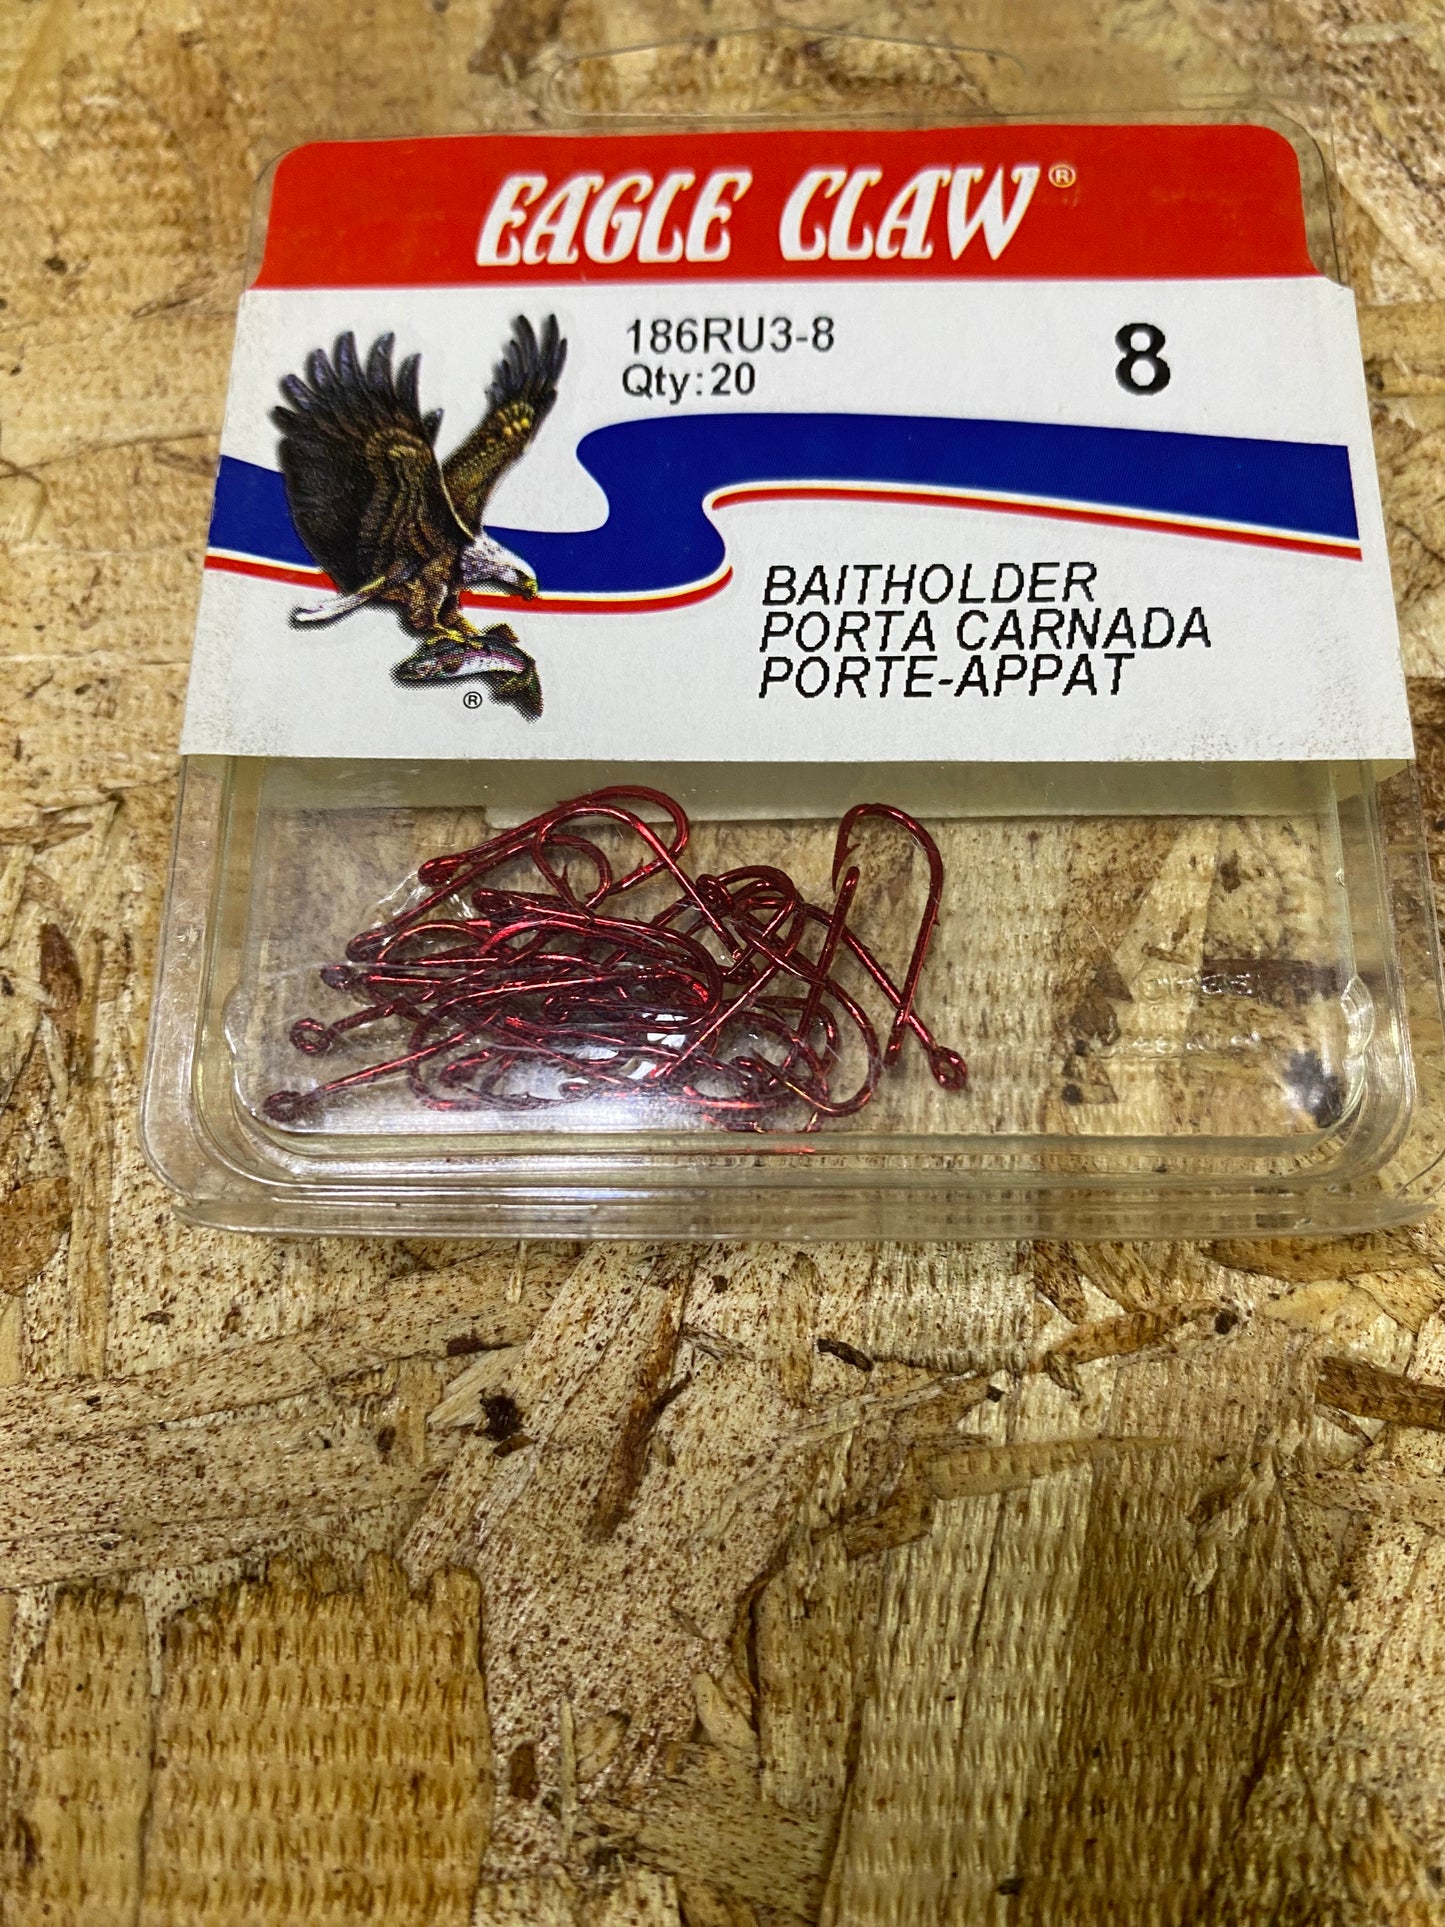 EAGLE CLAW®
186RU3-8
Qty:20
8
BAITHOLDER
PORTA CARNADA
PORTE-APPAT
®